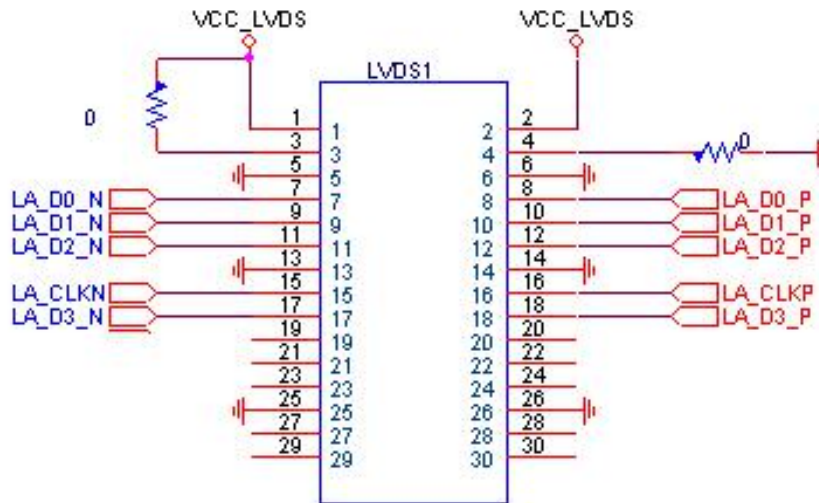 VCC_LVDS VCC_LVDS
LVDS1
0
1 1 2 2
3 3 4 4 0
5 5 6 6
LA_D0_N 7 7 8 8 LA_D0_P
LA_D1_N 9 9 10 10 LA_D1_P
LA_D2_N 11 11 12 12 LA_D2_P
13 13 14 14
LA_CLKN 15 15 16 16 LA_CLKP
LA_D3_N 17 17 18 18 LA_D3_P
19 19 20 20
21 21 22 22
23 23 24 24
25 25 26 26
27 27 28 28
29 29 30 30